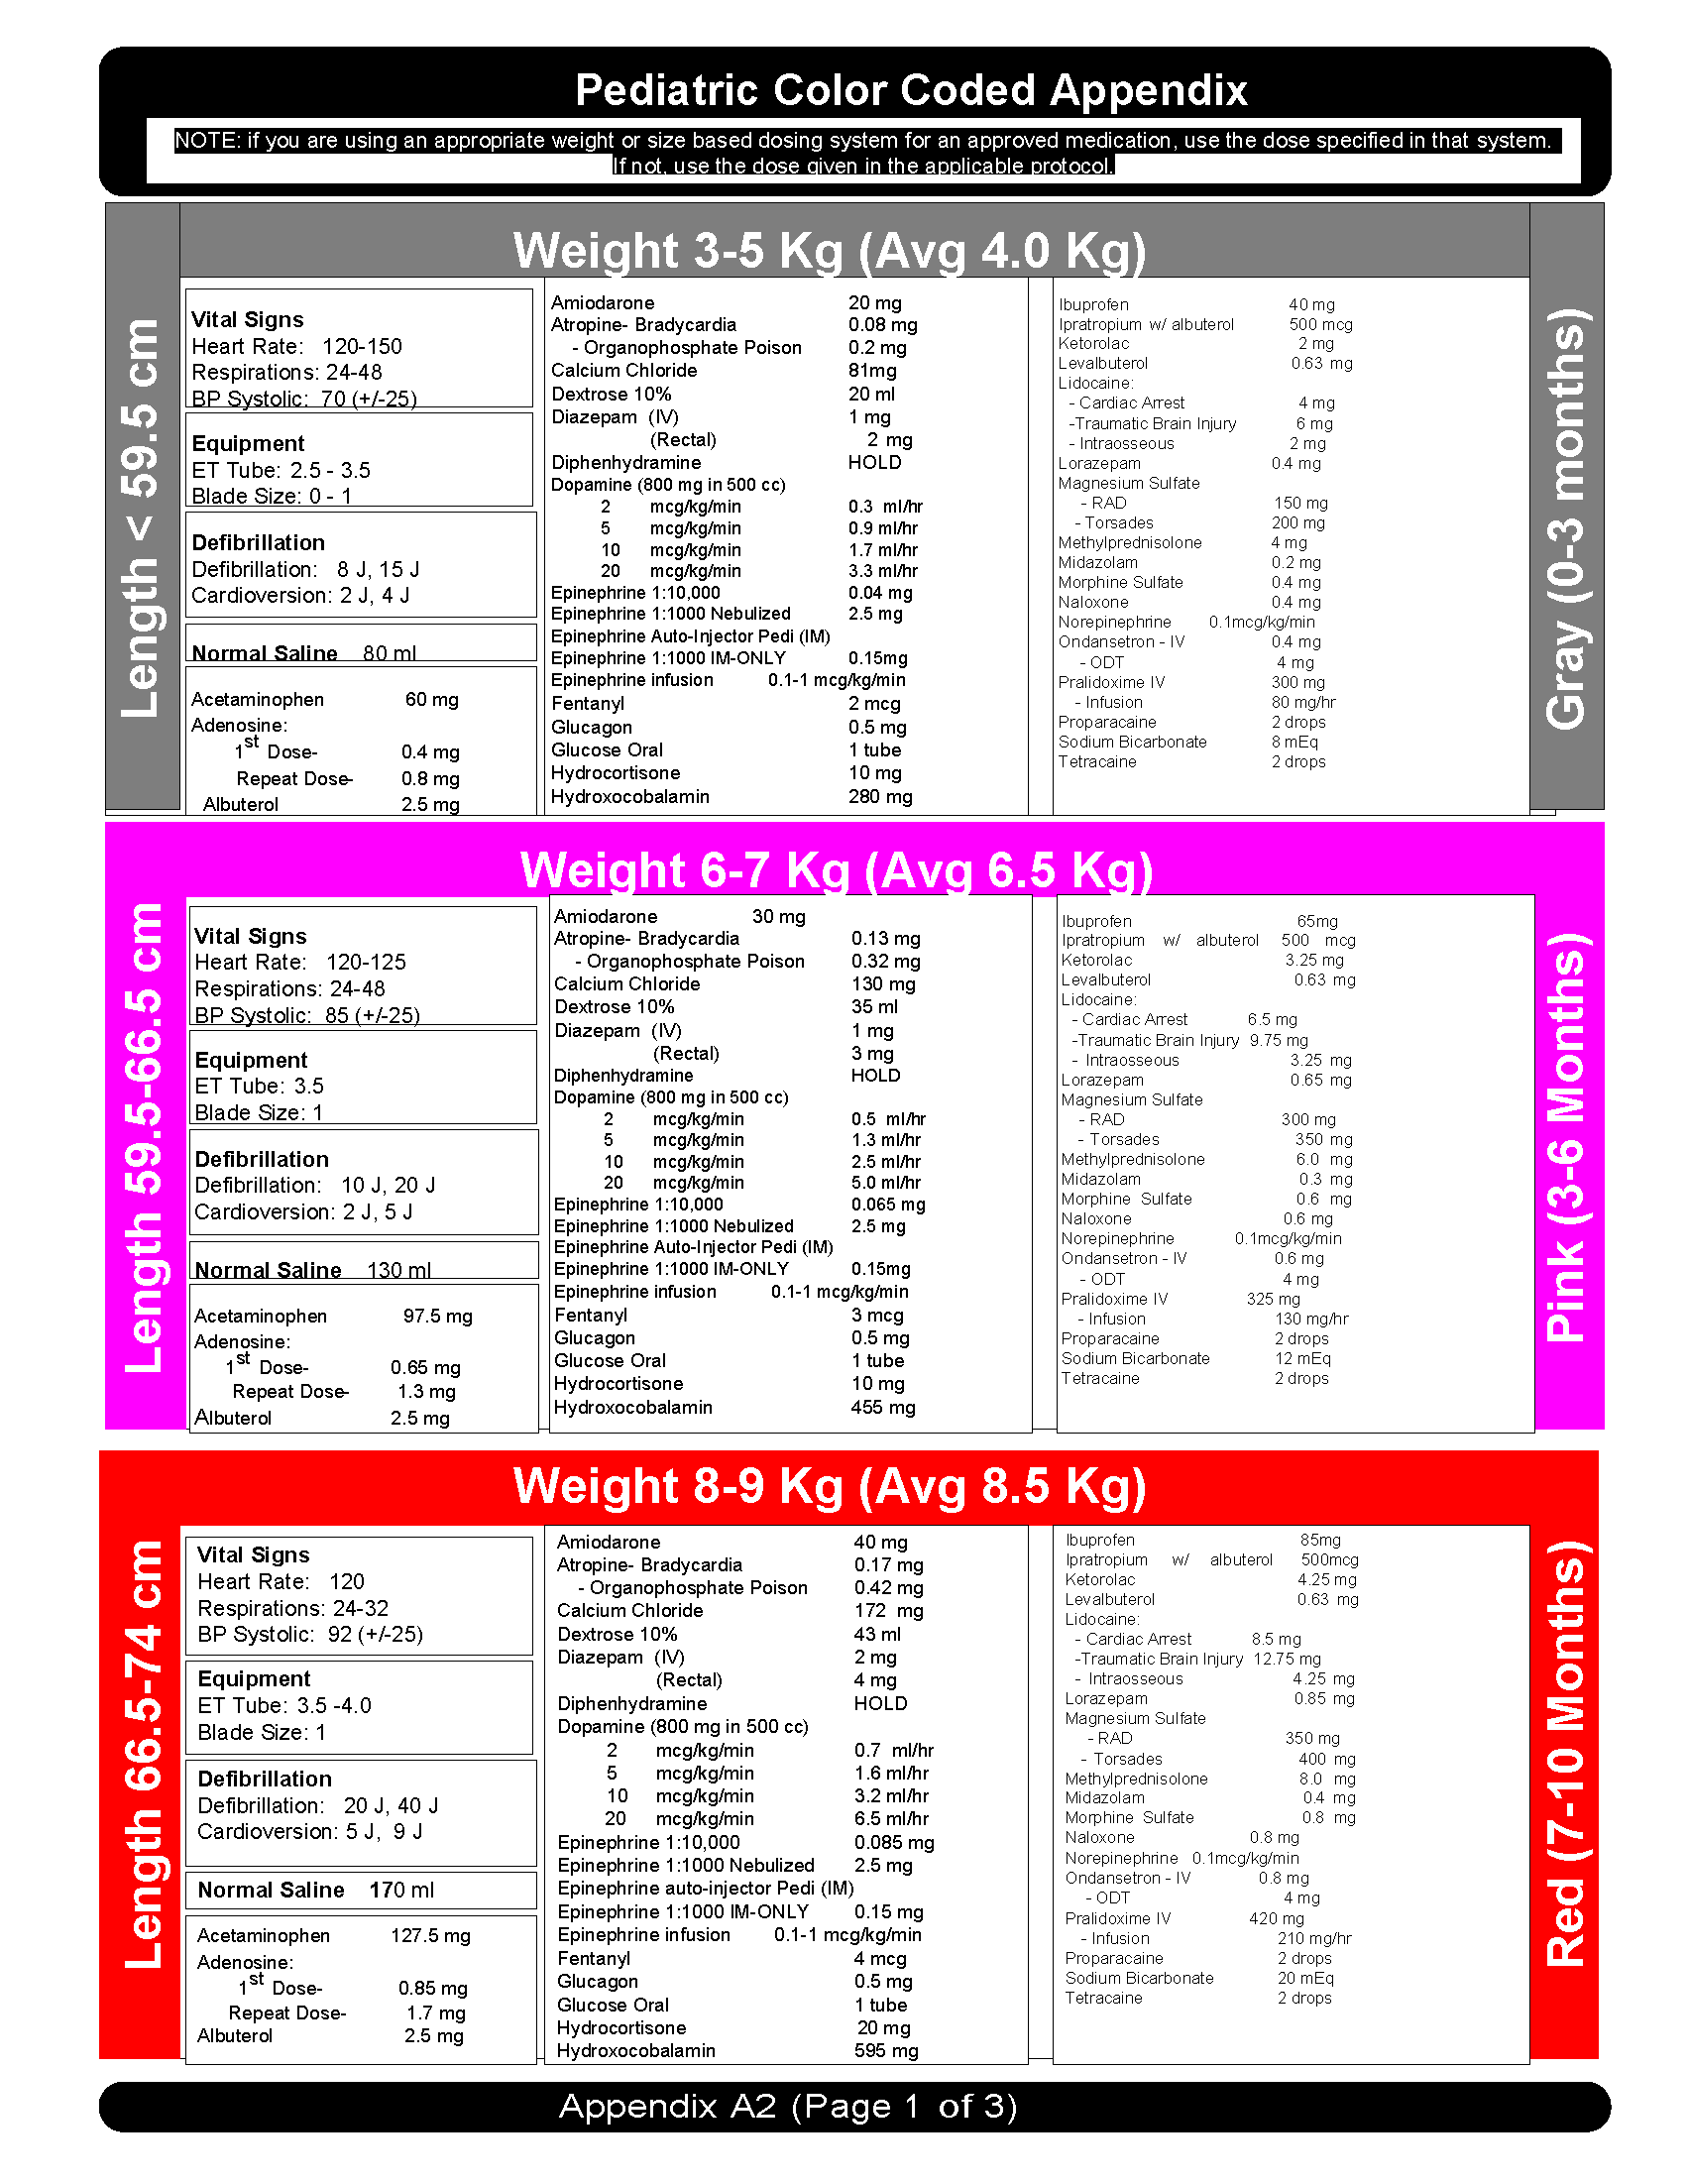 Pediatric Color Coded Appendix
NOTE: if you are using an appropriate weight or size based dosing system for an approved medication, use the dose specified in that system.
If not, use the dose given in the applicable protocol.
Weight 3-5 Kg (Avg 4.0 Kg)
Length < 59.5 cm
Vital Signs
Heart Rate: 120-150
Respirations: 24-48
BP Systolic: 70 (+/-25)
Equipment
ET Tube: 2.5 - 3.5
Blade Size: 0 - 1
Defibrillation
Defibrillation: 8 J, 15 J
Cardioversion: 2 J, 4 J
Normal Saline 80 ml
Acetaminophen 60 mg
Adenosine:
1st Dose- 0.4 mg
Repeat Dose- 0.8 mg
Albuterol 2.5 mg
Amiodarone 20 mg
Atropine- Bradycardia 0.08 mg
- Organophosphate Poison 0.2 mg
Calcium Chloride 81mg
Dextrose 10% 20 ml
Diazepam (IV) 1 mg
(Rectal) 2 mg
Diphenhydramine HOLD
Dopamine (800 mg in 500 cc)
2 mcg/kg/min 0.3 ml/hr
5 mcg/kg/min 0.9 ml/hr
10 mcg/kg/min 1.7 ml/hr
20 mcg/kg/min 3.3 ml/hr
Epinephrine 1:10,000 0.04 mg
Epinephrine 1:1000 Nebulized 2.5 mg
Epinephrine Auto-Injector Pedi (IM)
Epinephrine 1:1000 IM-ONLY 0.15mg
Epinephrine infusion 0.1-1 mcg/kg/min
Fentanyl 2 mcg
Glucagon 0.5 mg
Glucose Oral 1 tube
Hydrocortisone 10 mg
Hydroxocobalamin 280 mg
Ibuprofen 40 mg
Ipratropium w/ albuterol 500 mcg
Ketorolac 2 mg
Levalbuterol 0.63 mg
Lidocaine:
- Cardiac Arrest 4 mg
-Traumatic Brain Injury 6 mg
- Intraosseous 2 mg
Lorazepam 0.4 mg
Magnesium Sulfate
- RAD 150 mg
- Torsades 200 mg
Methylprednisolone 4 mg
Midazolam 0.2 mg
Morphine Sulfate 0.4 mg
Naloxone 0.4 mg
Norepinephrine 0.1mcg/kg/min
Ondansetron - IV 0.4 mg
- ODT 4 mg
Pralidoxime IV 300 mg
- Infusion 80 mg/hr
Proparacaine 2 drops
Sodium Bicarbonate 8 mEq
Tetracaine 2 drops
Gray (0-3 months)
Weight 6-7 Kg (Avg 6.5 Kg)
Length 59.5-66.5 cm
Vital Signs
Heart Rate: 120-125
Respirations: 24-48
BP Systolic: 85 (+/-25)
Equipment
ET Tube: 3.5
Blade Size: 1
Defibrillation
Defibrillation: 10 J, 20 J
Cardioversion: 2 J, 5 J
Normal Saline 130 ml
Acetaminophen 97.5 mg
Adenosine:
1st Dose- 0.65 mg
Repeat Dose- 1.3 mg
Albuterol 2.5 mg
Amiodarone 30 mg
Atropine- Bradycardia 0.13 mg
- Organophosphate Poison 0.32 mg
Calcium Chloride 130 mg
Dextrose 10% 35 ml
Diazepam (IV) 1 mg
(Rectal) 3 mg
Diphenhydramine HOLD
Dopamine (800 mg in 500 cc)
2 mcg/kg/min 0.5 ml/hr
5 mcg/kg/min 1.3 ml/hr
10 mcg/kg/min 2.5 ml/hr
20 mcg/kg/min 5.0 ml/hr
Epinephrine 1:10,000 0.065 mg
Epinephrine 1:1000 Nebulized 2.5 mg
Epinephrine Auto-Injector Pedi (IM)
Epinephrine 1:1000 IM-ONLY 0.15mg
Epinephrine infusion 0.1-1 mcg/kg/min
Fentanyl 3 mcg
Glucagon 0.5 mg
Glucose Oral 1 tube
Hydrocortisone 10 mg
Hydroxocobalamin 455 mg
Ibuprofen 65mg
Ipratropium w/ albuterol 500 mcg
Ketorolac 3.25 mg
Levalbuterol 0.63 mg
Lidocaine:
- Cardiac Arrest 6.5 mg
-Traumatic Brain Injury 9.75 mg
- Intraosseous 3.25 mg
Lorazepam 0.65 mg
Magnesium Sulfate
- RAD 300 mg
- Torsades 350 mg
Methylprednisolone 6.0 mg
Midazolam 0.3 mg
Morphine Sulfate 0.6 mg
Naloxone 0.6 mg
Norepinephrine 0.1mcg/kg/min
Ondansetron - IV 0.6 mg
- ODT 4 mg
Pralidoxime IV 325 mg
- Infusion 130 mg/hr
Proparacaine 2 drops
Sodium Bicarbonate 12 mEq
Tetracaine 2 drops
Pink (3-6 Months)
Weight 8-9 Kg (Avg 8.5 Kg)
Length 66.5-74 cm
Vital Signs
Heart Rate: 120
Respirations: 24-32
BP Systolic: 92 (+/-25)
Equipment
ET Tube: 3.5 -4.0
Blade Size: 1
Defibrillation
Defibrillation: 20 J, 40 J
Cardioversion: 5 J, 9 J
Normal Saline 170 ml
Acetaminophen 127.5 mg
Adenosine:
1st Dose- 0.85 mg
Repeat Dose- 1.7 mg
Albuterol 2.5 mg
Amiodarone 40 mg
Atropine- Bradycardia 0.17 mg
- Organophosphate Poison 0.42 mg
Calcium Chloride 172 mg
Dextrose 10% 43 ml
Diazepam (IV) 2 mg
(Rectal) 4 mg
Diphenhydramine HOLD
Dopamine (800 mg in 500 cc)
2 mcg/kg/min 0.7 ml/hr
5 mcg/kg/min 1.6 ml/hr
10 mcg/kg/min 3.2 ml/hr
20 mcg/kg/min 6.5 ml/hr
Epinephrine 1:10,000 0.085 mg
Epinephrine 1:1000 Nebulized 2.5 mg
Epinephrine auto-injector Pedi (IM)
Epinephrine 1:1000 IM-ONLY 0.15 mg
Epinephrine infusion 0.1-1 mcg/kg/min
Fentanyl 4 mcg
Glucagon 0.5 mg
Glucose Oral 1 tube
Hydrocortisone 20 mg
Hydroxocobalamin 595 mg
Ibuprofen 85mg
Ipratropium w/ albuterol 500mcg
Ketorolac 4.25 mg
Levalbuterol 0.63 mg
Lidocaine:
- Cardiac Arrest 8.5 mg
-Traumatic Brain Injury 12.75 mg
- Intraosseous 4.25 mg
Lorazepam 0.85 mg
Magnesium Sulfate
- RAD 350 mg
- Torsades 400 mg
Methylprednisolone 8.0 mg
Midazolam 0.4 mg
Morphine Sulfate 0.8 mg
Naloxone 0.8 mg
Norepinephrine 0.1mcg/kg/min
Ondansetron - IV 0.8 mg
- ODT 4 mg
Pralidoxime IV 420 mg
- Infusion 210 mg/hr
Proparacaine 2 drops
Sodium Bicarbonate 20 mEq
Tetracaine 2 drops
Red (7-10 Months)
Appendix A2 (Page 1 of 3)